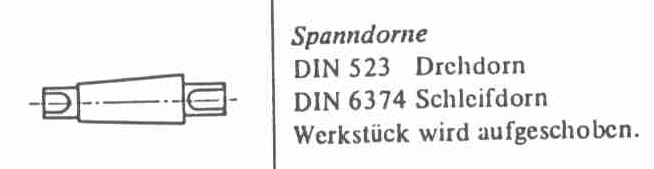 Spanndorne
DIN 523 Drehdorn
DIN 6374 Schleifdorn
Werkstück wird aufgeschoben.